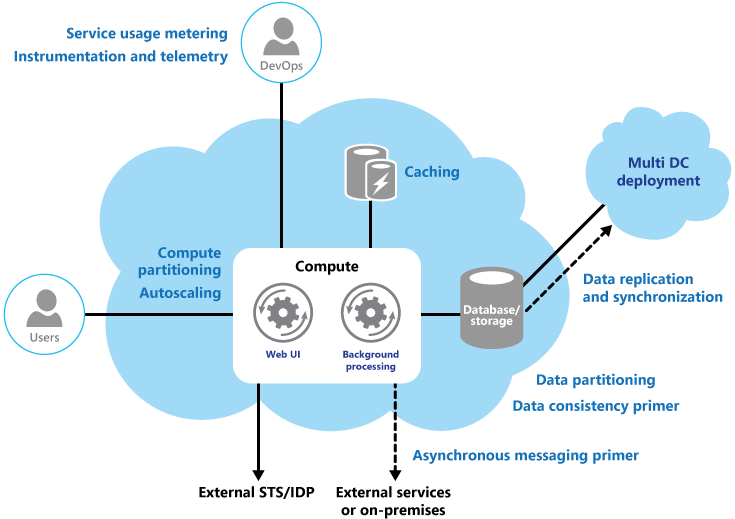 Service usage metering
Instrumentation and telemetry
DevOps
Caching
Multi DC
deployment
Compute
partitioning
Autoscaling
Compute
Users
Web UI
Background
processing
Database/
storage
Data replication
and synchronization
Data partitioning
Data consistency primer
Asynchronous messaging primer
External STS/IDP
External services
or on-premises